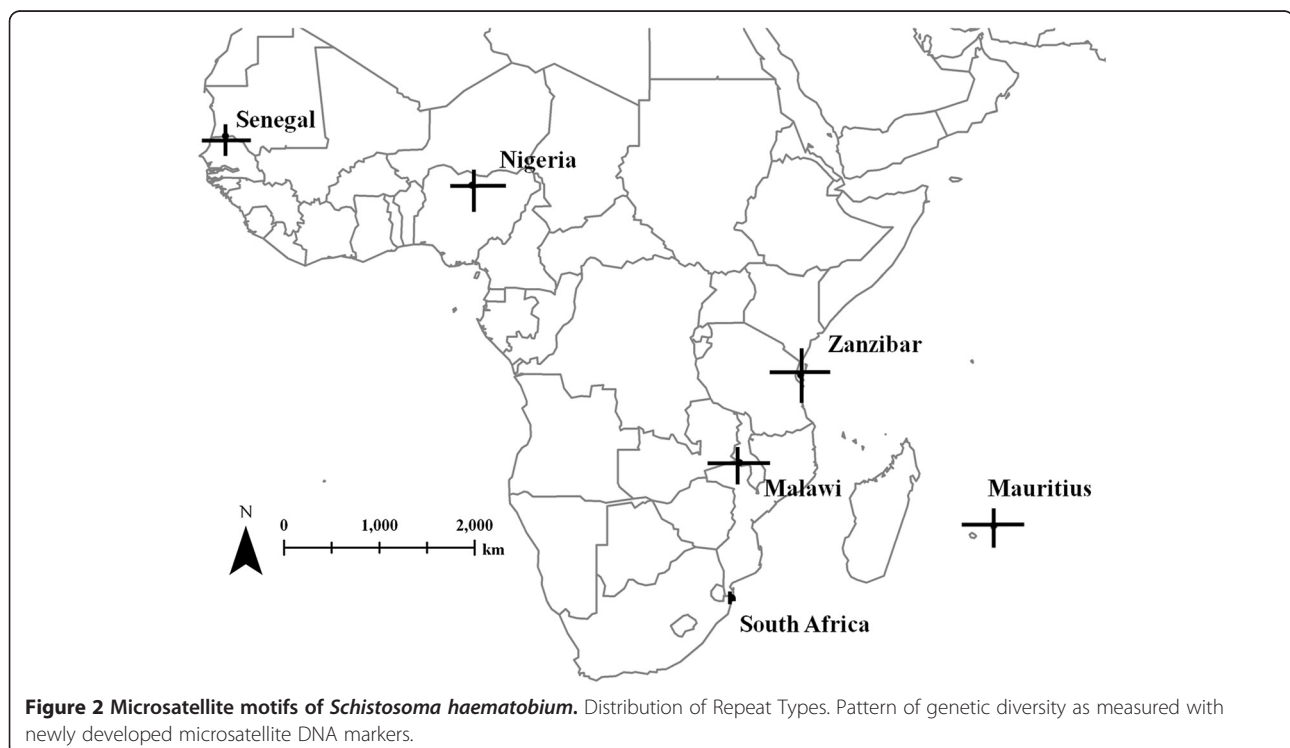 Senegal
Nigeria
Zanzibar
Malawi
Mauritius
South Africa
N
0 1,000 2,000
km
Figure 2 Microsatellite motifs of Schistosoma haematobium. Distribution of Repeat Types. Pattern of genetic diversity as measured with
newly developed microsatellite DNA markers.